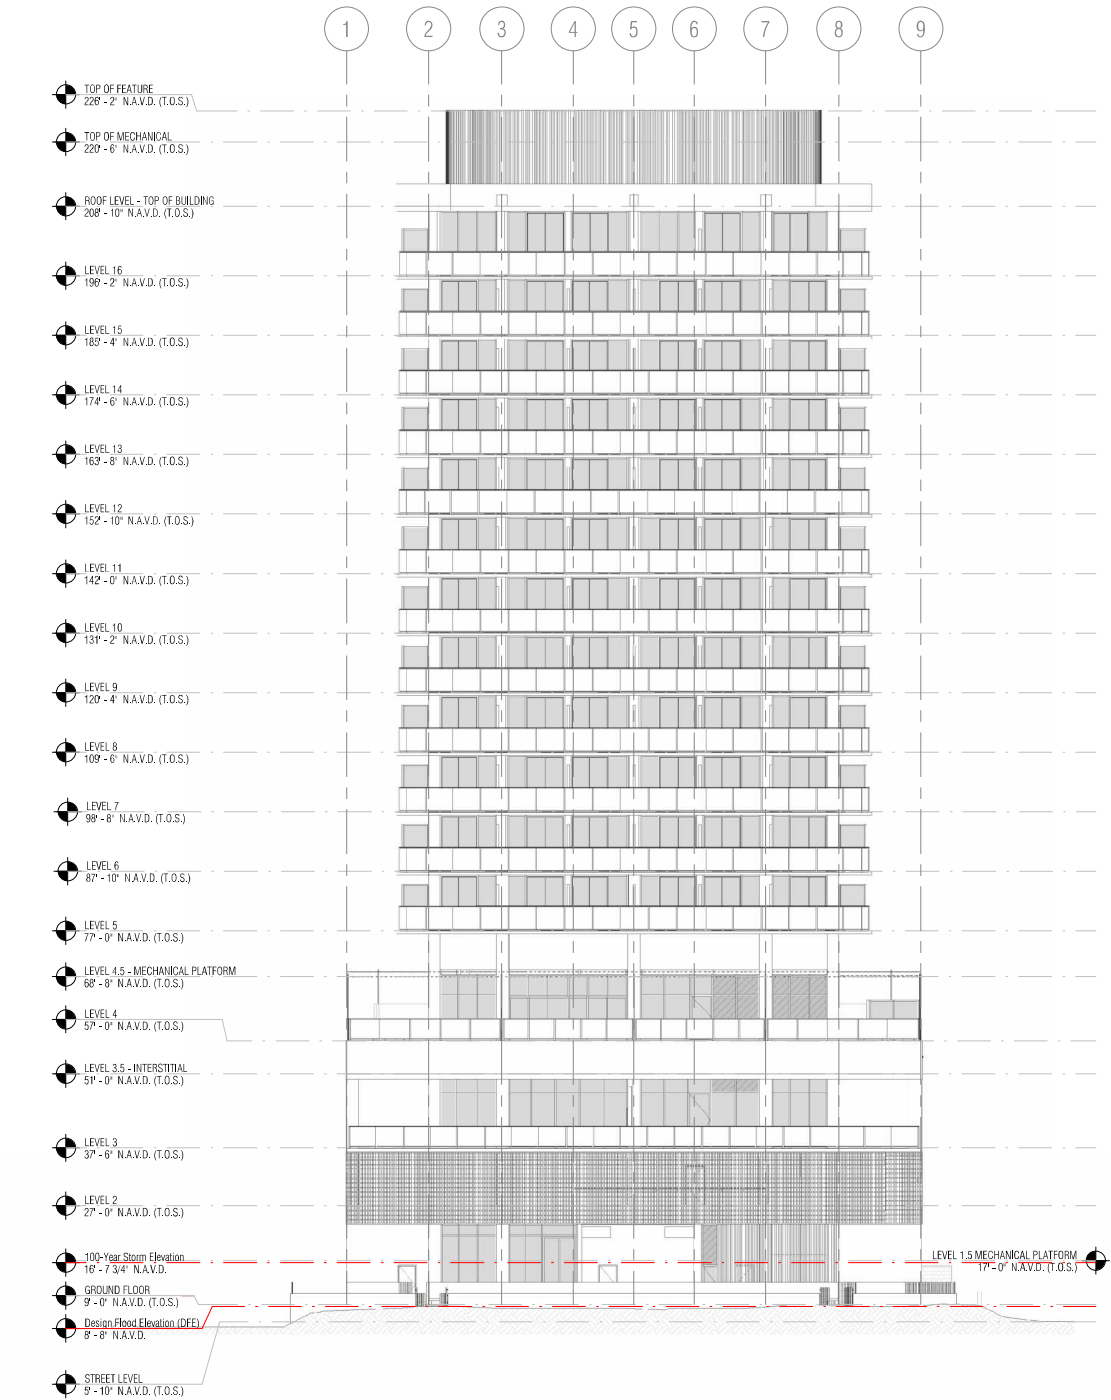 1 2 3 4 5 6 7 8 9
TOP OF FEATURE
226' - 2" N.A.V.D. (T.O.S.)
TOP OF MECHANICAL
220' - 6" N.A.V.D. (T.O.S.)
ROOF LEVEL - TOP OF BUILDING
208' - 10" N.A.V.D. (T.O.S.)
LEVEL 16
196' - 2" N.A.V.D. (T.O.S.)
LEVEL 15
185' - 4" N.A.V.D. (T.O.S.)
LEVEL 14
174' - 6" N.A.V.D. (T.O.S.)
LEVEL 13
163' - 8" N.A.V.D. (T.O.S.)
LEVEL 12
152' - 10" N.A.V.D. (T.O.S.)
LEVEL 11
142' - 0" N.A.V.D. (T.O.S.)
LEVEL 10
131' - 2" N.A.V.D. (T.O.S.)
LEVEL 9
120' - 4" N.A.V.D. (T.O.S.)
LEVEL 8
109' - 6" N.A.V.D. (T.O.S.)
LEVEL 7
98' - 8" N.A.V.D. (T.O.S.)
LEVEL 6
87' - 10" N.A.V.D. (T.O.S.)
LEVEL 5
77' - 0" N.A.V.D. (T.O.S.)
LEVEL 4.5 - MECHANICAL PLATFORM
68' - 8" N.A.V.D. (T.O.S.)
LEVEL 4
57' - 0" N.A.V.D. (T.O.S.)
LEVEL 3.5 - INTERSTITIAL
51' - 0" N.A.V.D. (T.O.S.)
LEVEL 3
37' - 6" N.A.V.D. (T.O.S.)
LEVEL 2
27' - 0" N.A.V.D. (T.O.S.)
100-Year Storm Elevation
16' - 7 3/4" N.A.V.D.
LEVEL 1.5 MECHANICAL PLATFORM
17' - 0" N.A.V.D. (T.O.S.)
GROUND FLOOR
9' - 0" N.A.V.D. (T.O.S.)
Design Flood Elevation (DFE)
8' - 8" N.A.V.D.
STREET LEVEL
5' - 10" N.A.V.D. (T.O.S.)